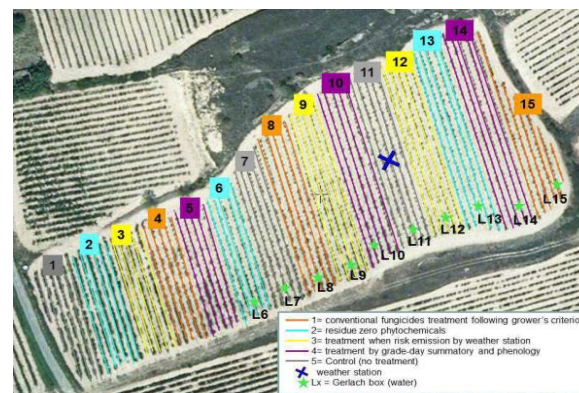 14
13
12
11
10
15
9
8
7
6
5
4
3
2
1
L15
L14
L13
L12
L11
L10
L9
L8
L7
L6
1= conventional fungicides treatment following grower's criterio
2= residue zero phytochemicals
3= treatment when risk emission by weather station
4= treatment by grade-day summatory and phenology
5= Control (no treatment)
weather station
Lx = Gerlach box (water)